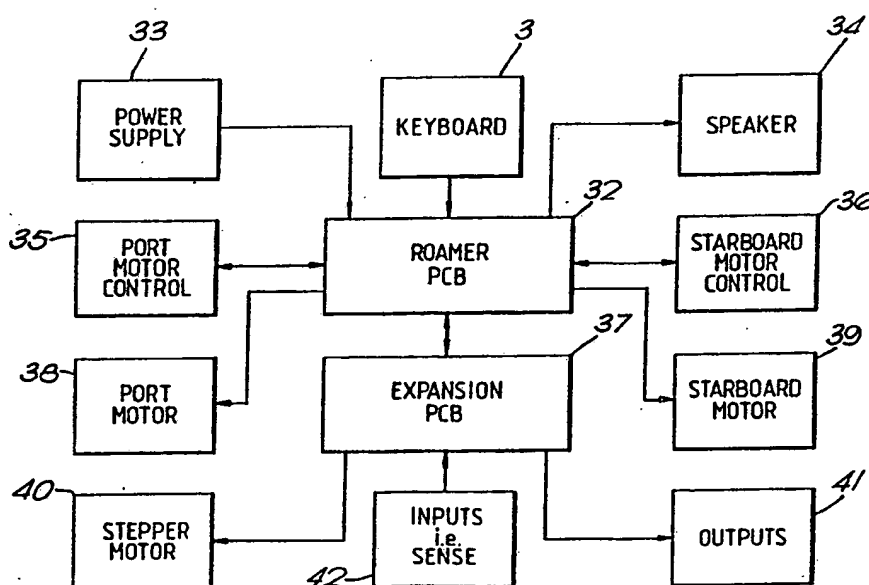 33
3
34
POWER
SUPPLY
KEYBOARD
SPEAKER
32
35
36
PORT
MOTOR
CONTROL
ROAMER
PCB
STARBOARD
MOTOR
CONTROL
37
38
39
PORT
MOTOR
EXPANSION
PCB
STARBOARD
MOTOR
40
41
STEPPER
MOTOR
INPUTS
i.e.
SENSE
OUTPUTS
42